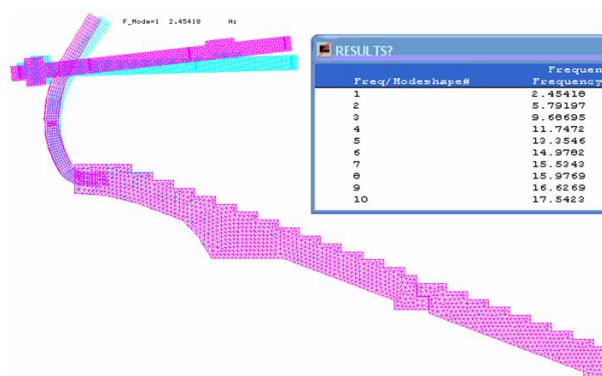 F_Mode=1 2.45418 Hz
RESULTS?
Frequen
Freq/Modeshape# Frequency
1 2.45418
2 5.79197
3 9.68695
4 11.7472
5 13.3546
6 14.9782
7 15.5343
8 15.9769
9 16.6269
10 17.5423